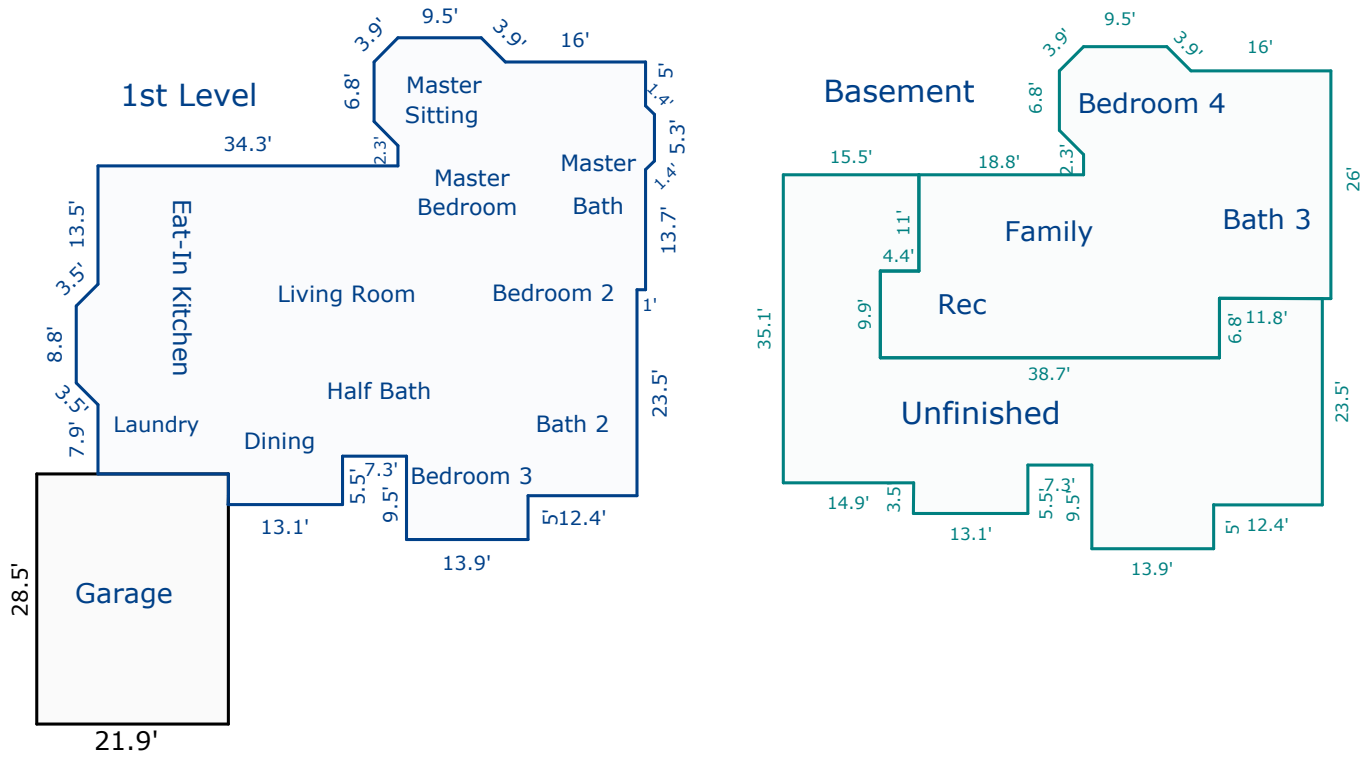 1st Level
9.5'
3.9'
3.9'
16'
6.8'
Master
Sitting
5'
1.4'
5.3'
1.4'
34.3'
2.3'
Master
Bedroom
Master
Bath
13.7'
13.5'
3.5'
8.8'
3.5'
7.9'
Eat-In Kitchen
Living Room
Bedroom 2
1'
Half Bath
23.5'
Laundry
Dining
Bath 2
7.3'
Bedroom 3
5.5'
9.5'
13.1'
5'
12.4'
13.9'
28.5'
Garage
21.9'
Basement
9.5'
3.9'
3.9'
16'
6.8'
Bedroom 4
15.5'
18.8'
2.3'
26'
11'
Family
Bath 3
4.4'
Rec
9.9'
6.8'
11.8'
35.1'
38.7'
Unfinished
23.5'
14.9'
3.5'
7.3'
5.5'
9.5'
13.1'
5'
12.4'
13.9'